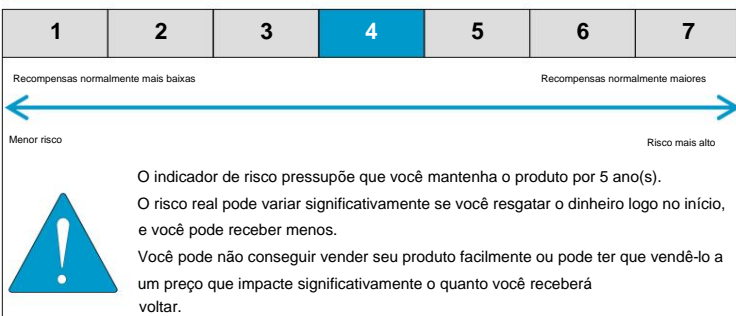 1 2 3 4 5 6 7
Recompensas normalmente mais baixas Recompensas normalmente maiores
Menor risco Risco mais alto
O indicador de risco pressupõe que você mantenha o produto por 5 ano(s).
O risco real pode variar significativamente se você resgatar o dinheiro logo no início,
e você pode receber menos.
Você pode não conseguir vender seu produto facilmente ou pode ter que vendê-lo a
um preço que impacte significativamente o quanto você receberá
voltar.